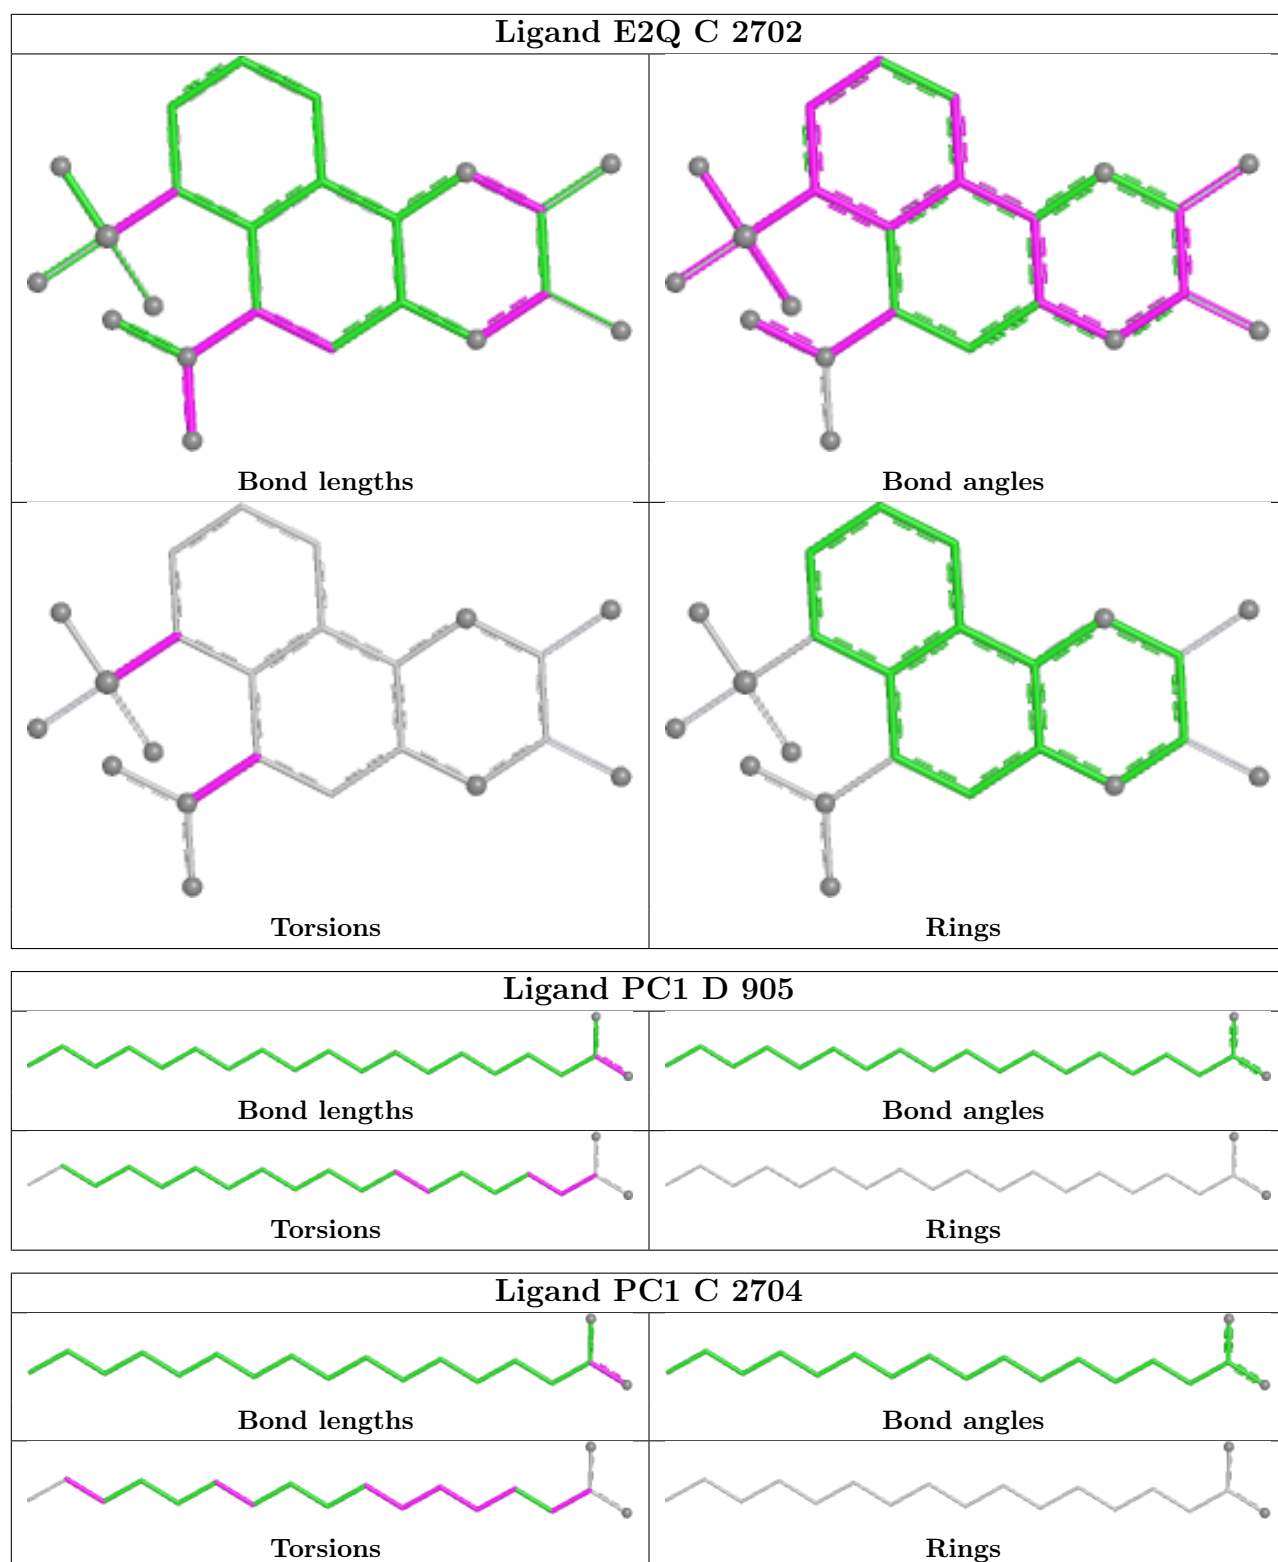 Ligand E2Q C 2702
Bond lengths
Bond angles
Torsions
Rings
Ligand PC1 D 905
Bond lengths
Bond angles
Torsions
Rings
Ligand PC1 C 2704
Bond lengths
Bond angles
Torsions
Rings